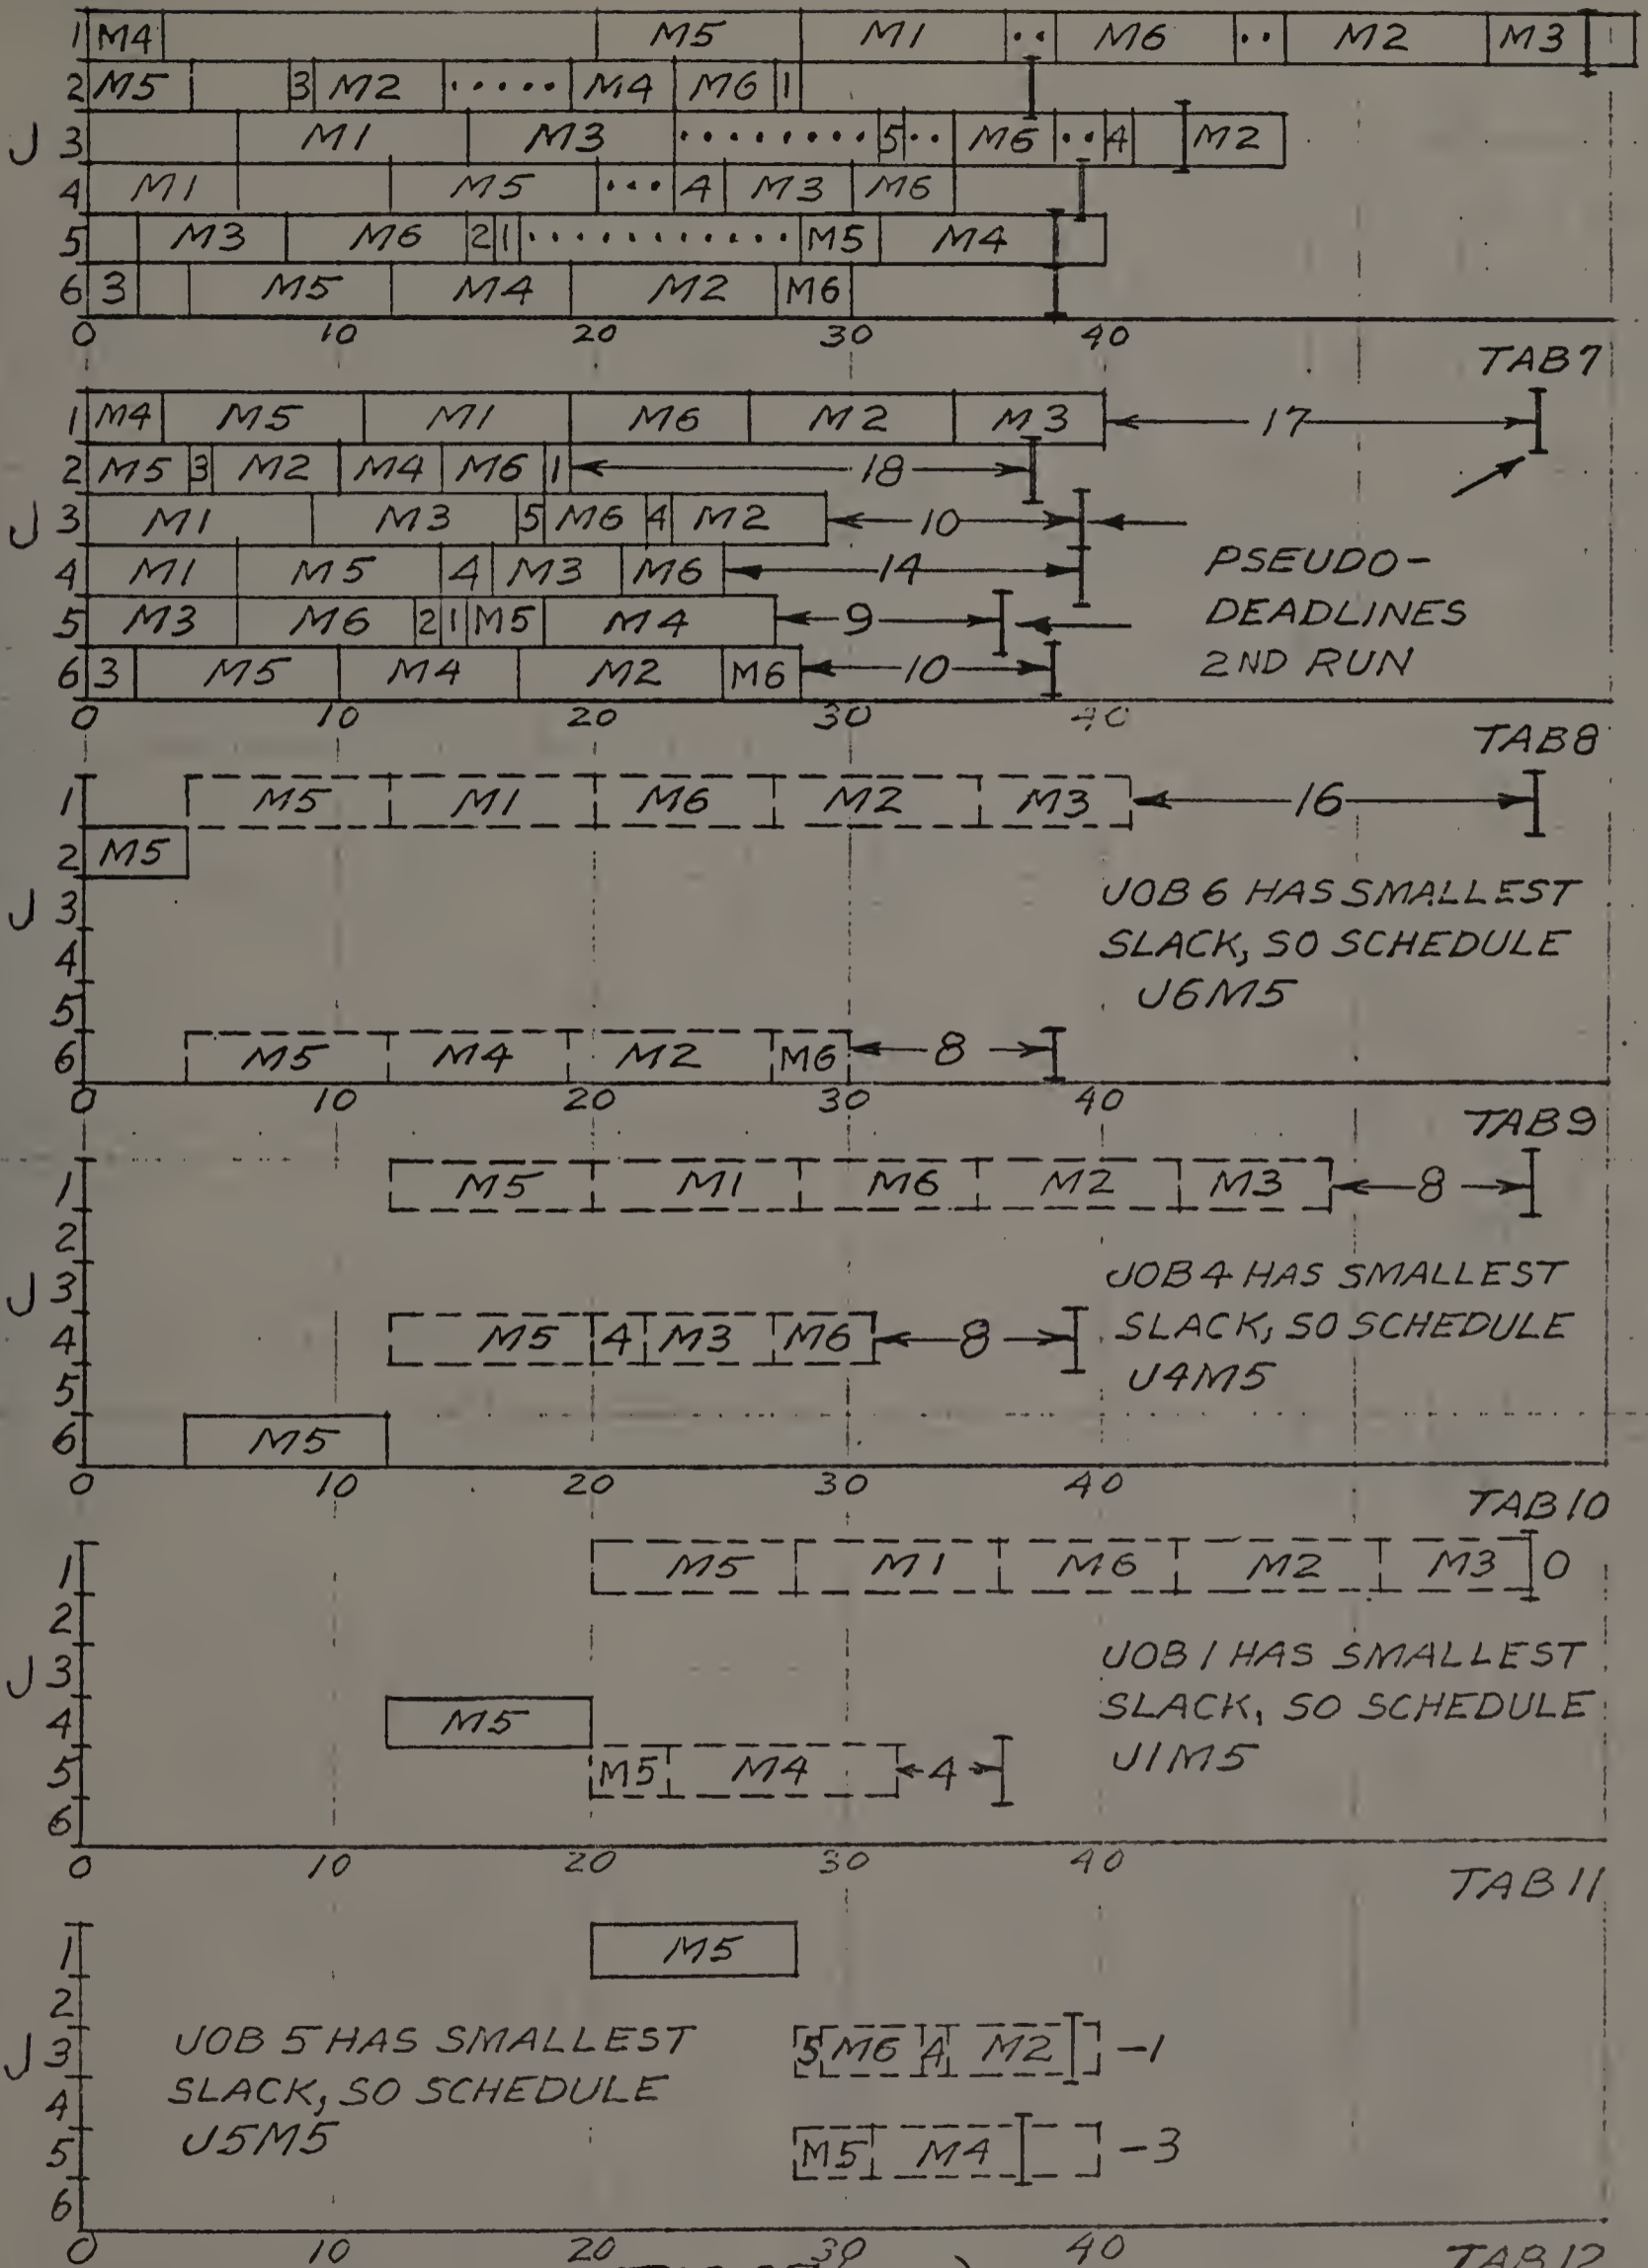 1 M4 M5 M1 •• M6 •• M2 M3
2 M5 3 M2 ••••• M4 M6 1
J 3 M1 M3 •••••••• 5 •• M6 •• 4 M2
4 M1 M5 ••• 4 M3 M6
5 M3 M6 2 1 ••••••••••• M5 M4
6 3 M5 M4 M2 M6
0 10 20 30 40
TAB7
1 M4 M5 M1 M6 M2 M3 17
2 M5 3 M2 M4 M6 1 18
J 3 M1 M3 5 M6 4 M2 10
4 M1 M5 4 M3 M6 14
PSEUDO-
5 M3 M6 2 1 M5 M4 9
DEADLINES
6 3 M5 M4 M2 M6 10
2ND RUN
0 10 20 30 40
TAB8
1 M5 M1 M6 M2 M3 16
2 M5
J 3
JOB 6 HAS SMALLEST
4
SLACK, SO SCHEDULE
5
J6M5
6 M5 M4 M2 M6 8
0 10 20 30 40
TAB9
1 M5 M1 M6 M2 M3 8
2
J 3
JOB 4 HAS SMALLEST
4 M5 4 M3 M6 8
SLACK, SO SCHEDULE
5
J4M5
6 M5
0 10 20 30 40
TAB10
1 M5 M1 M6 M2 M3 0
2
J 3
JOB 1 HAS SMALLEST
4 M5
SLACK, SO SCHEDULE
5 M5 M4 4
J1M5
6
0 10 20 30 40
TAB11
1 M5
2
JOB 5 HAS SMALLEST
J 3 5 M6 4 M2 -1
SLACK, SO SCHEDULE
4
J5M5
5 M5 M4 -3
6
0 10 20 30 40
TAB12